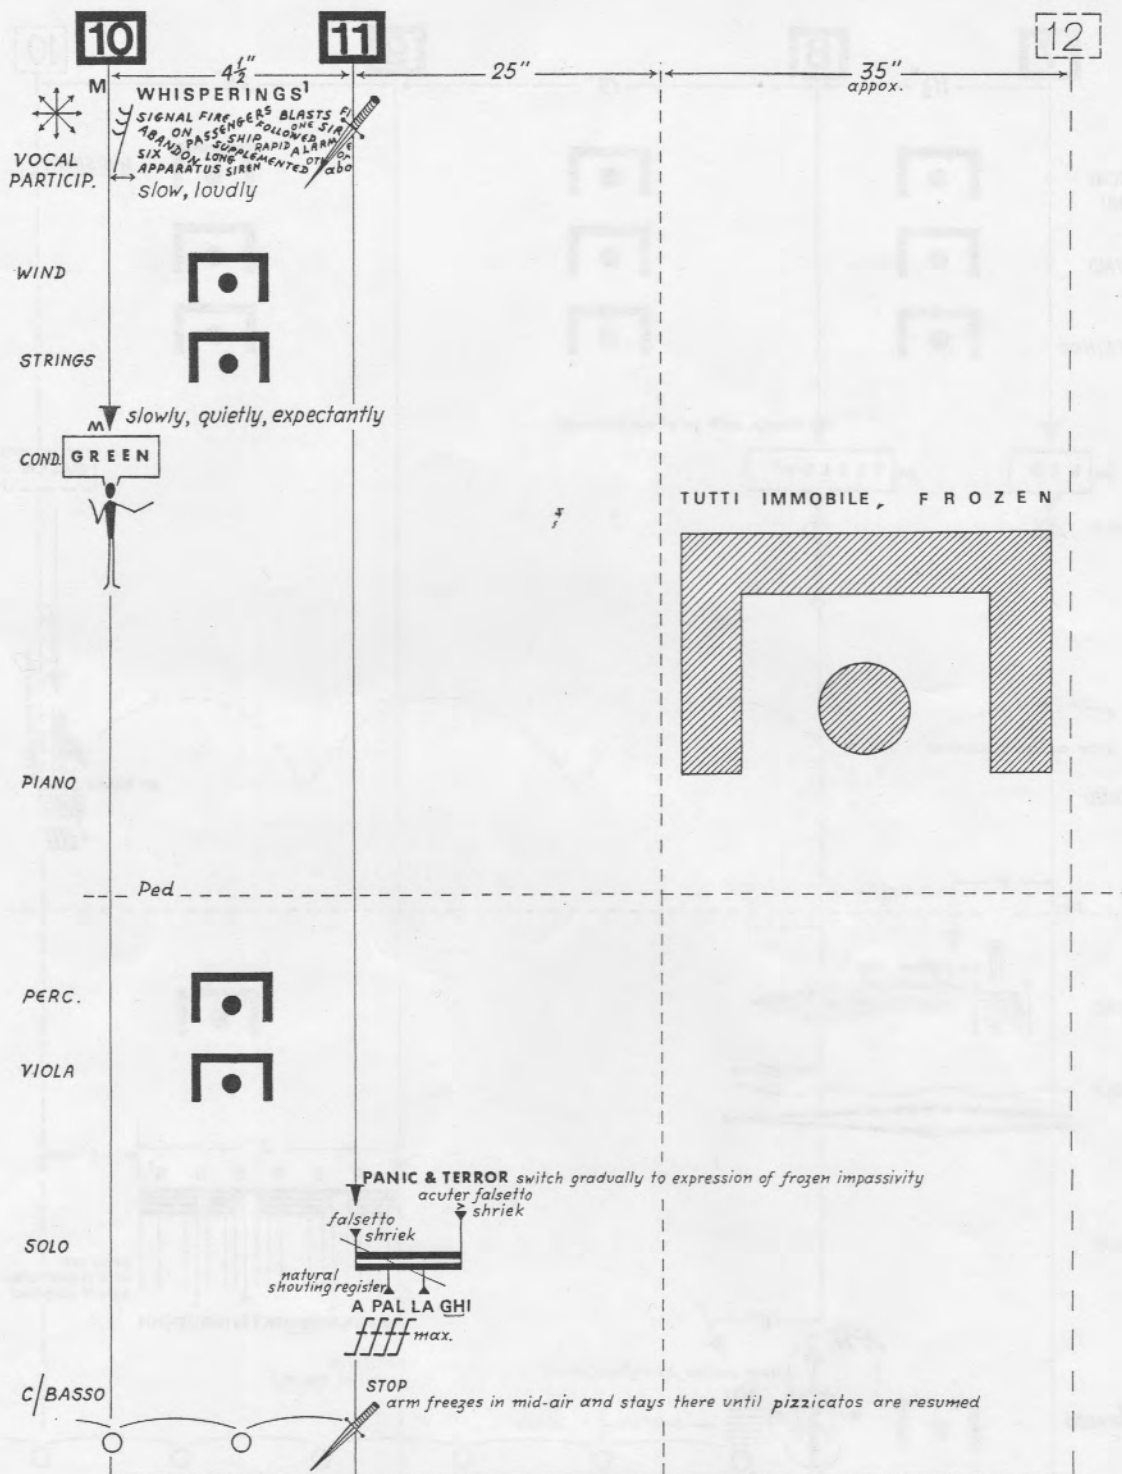 10 11 12
4½" 25" 35"
appox.
M WHISPERINGS¹
SIGNAL FIRE
ON PASSENGERS BLASTS
ABANDON SHIP FOLLOWED ONE SIR
SIX LONG SUPPLEMENTED RAPID ALARM
APPARATUS SIREN abo
VOCAL
PARTICIP.
slow, loudly
WIND
STRINGS
slowly, quietly, expectantly
M
COND. GREEN
TUTTI IMMOBILE, FROZEN
PIANO
Ped
PERC.
VIOLA
PANIC & TERROR switch gradually to expression of frozen impassivity
acuter falsetto
shriek
falsetto
shriek
SOLO
natural
shouting register
A PAL LA GHI
ffff max.
STOP
C/BASSO
arm freezes in mid-air and stays there until pizzicatos are resumed